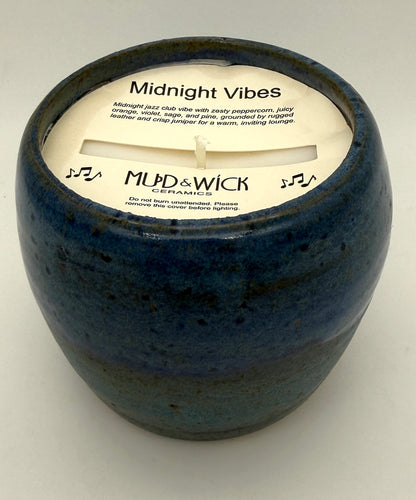 Midnight Vibes
Midnight jazz club vibe with zesty peppercorn, juicy
orange, violet, sage, and pine, grounded by rugged
leather and crisp juniper for a warm, inviting lounge.
MUD&WICK
CERAMICS
Do not burn unattended. Please
remove this cover before lighting.